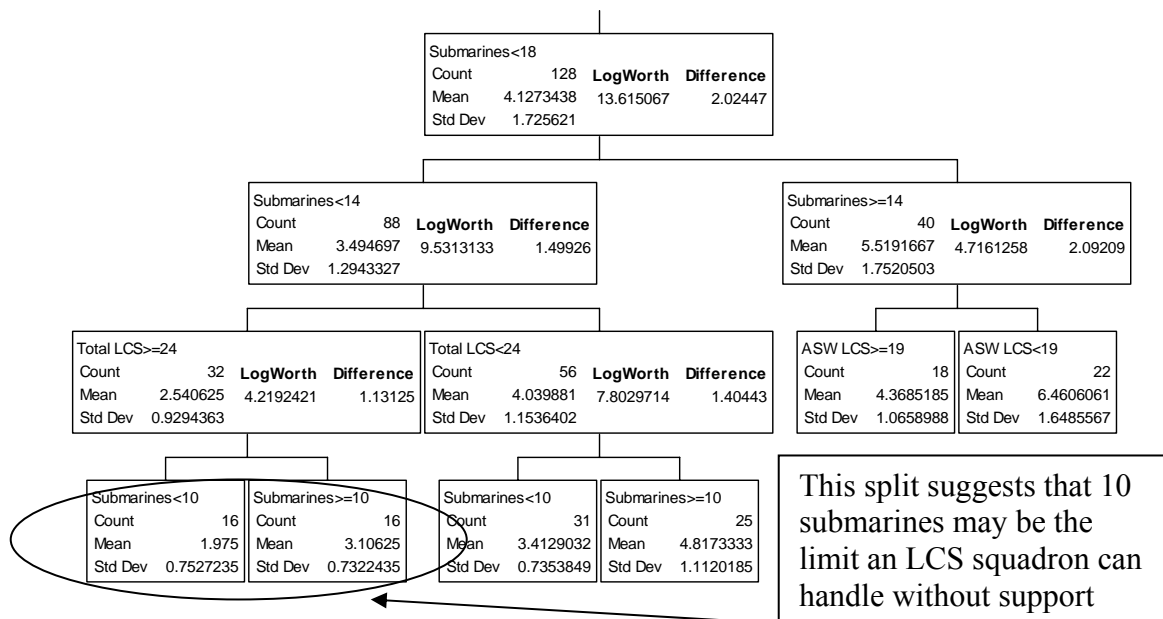 Submarines<18
Count 128 LogWorth Difference
Mean 4.1273438 13.615067 2.02447
Std Dev 1.725621
Submarines<14
Count 88 LogWorth Difference
Mean 3.494697 9.5313133 1.49926
Std Dev 1.2943327
Submarines>=14
Count 40 LogWorth Difference
Mean 5.5191667 4.7161258 2.09209
Std Dev 1.7520503
Total LCS>=24
Count 32 LogWorth Difference
Mean 2.540625 4.2192421 1.13125
Std Dev 0.9294363
Total LCS<24
Count 56 LogWorth Difference
Mean 4.039881 7.8029714 1.40443
Std Dev 1.1536402
ASW LCS>=19
Count 18
Mean 4.3685185
Std Dev 1.0658988
ASW LCS<19
Count 22
Mean 6.4606061
Std Dev 1.6485567
Submarines<10
Count 16
Mean 1.975
Std Dev 0.7527235
Submarines>=10
Count 16
Mean 3.10625
Std Dev 0.7322435
Submarines<10
Count 31
Mean 3.4129032
Std Dev 0.7353849
Submarines>=10
Count 25
Mean 4.8173333
Std Dev 1.1120185
This split suggests that 10
submarines may be the
limit an LCS squadron can
handle without support